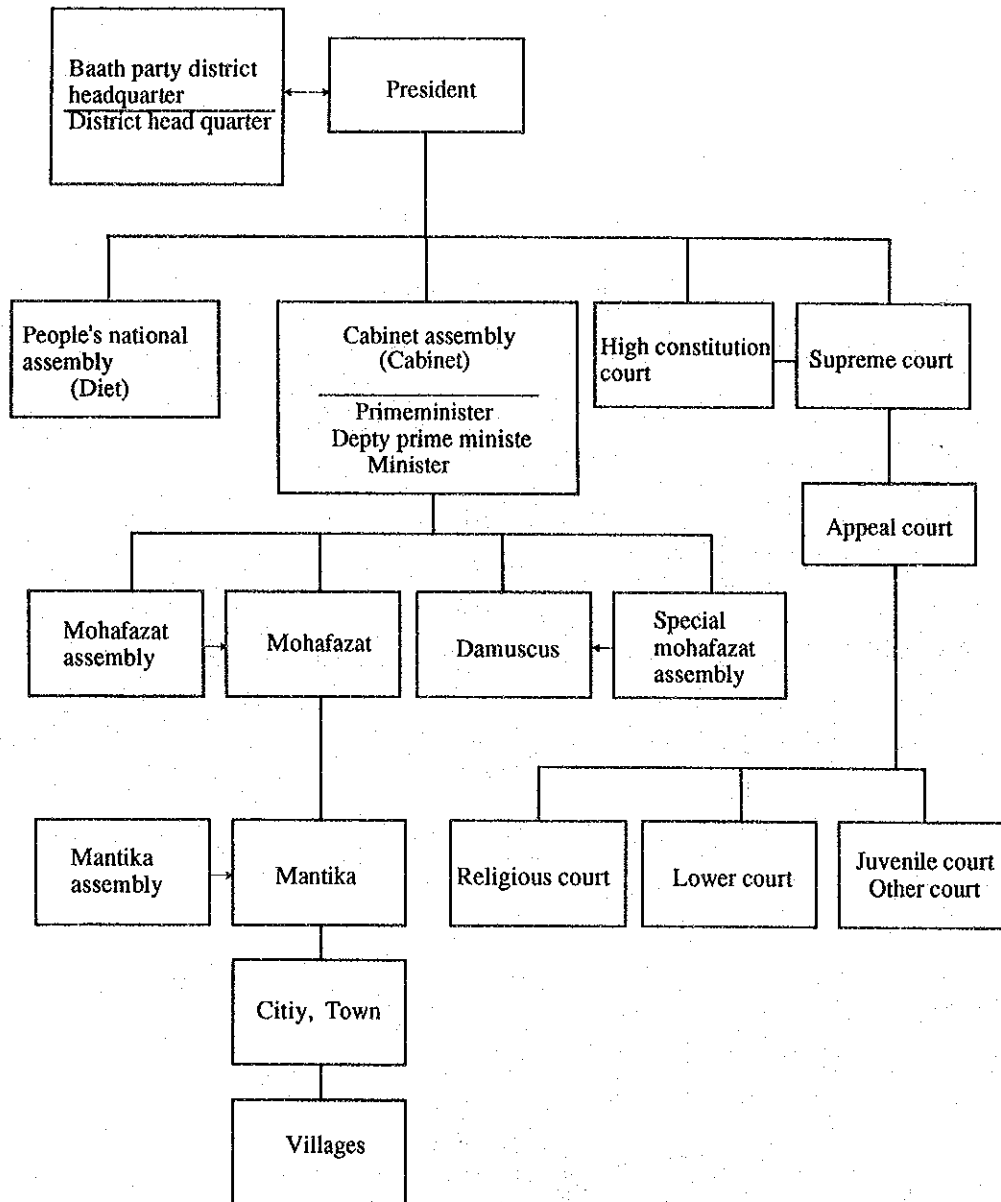 Baath party district
headquarter
District head quarter
President
People's national
assembly
(Diet)
Cabinet assembly
(Cabinet)
Primeminister
Depty prime ministe
Minister
High constitution
court
Supreme court
Appeal court
Mohafazat
assembly
Mohafazat
Damuscus
Special
mohafazat
assembly
Mantika
assembly
Mantika
Religious court
Lower court
Juvenile court
Other court
Citiy, Town
Villages